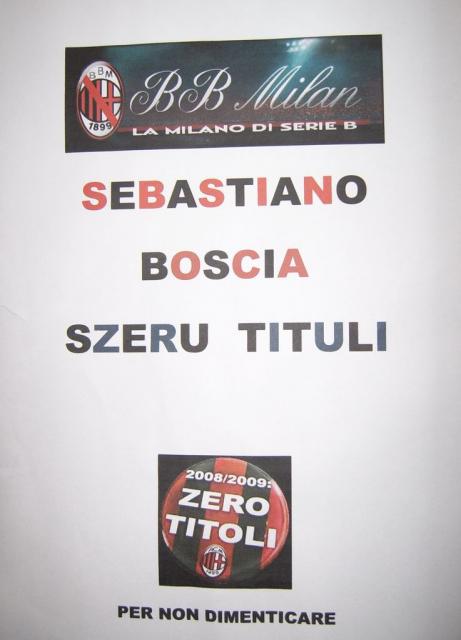 BBM
1899
BB Milan
LA MILANO DI SERIE B
SEBASTIANO
BOSCIA
SZERU TITULI
2008/2009:
ZERO
TITOLI
PER NON DIMENTICARE